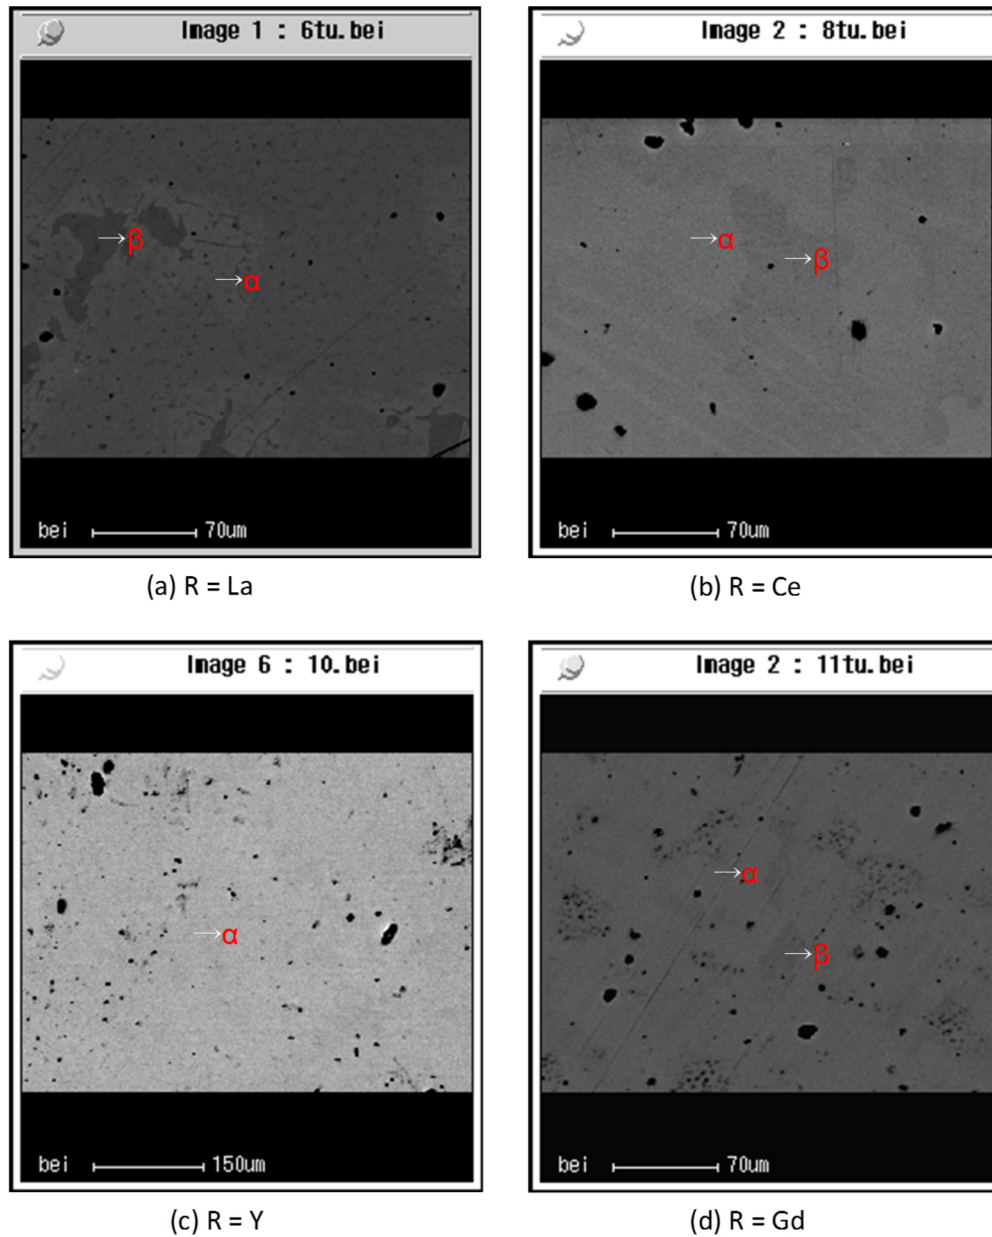 Image 1 : 6tu.bei
→β
→α
bei 70um
(a) R = La
Image 2 : 8tu.bei
→α
→β
bei 70um
(b) R = Ce
Image 6 : 10.bei
→α
bei 150um
(c) R = Y
Image 2 : 11tu.bei
→α
→β
bei 70um
(d) R = Gd